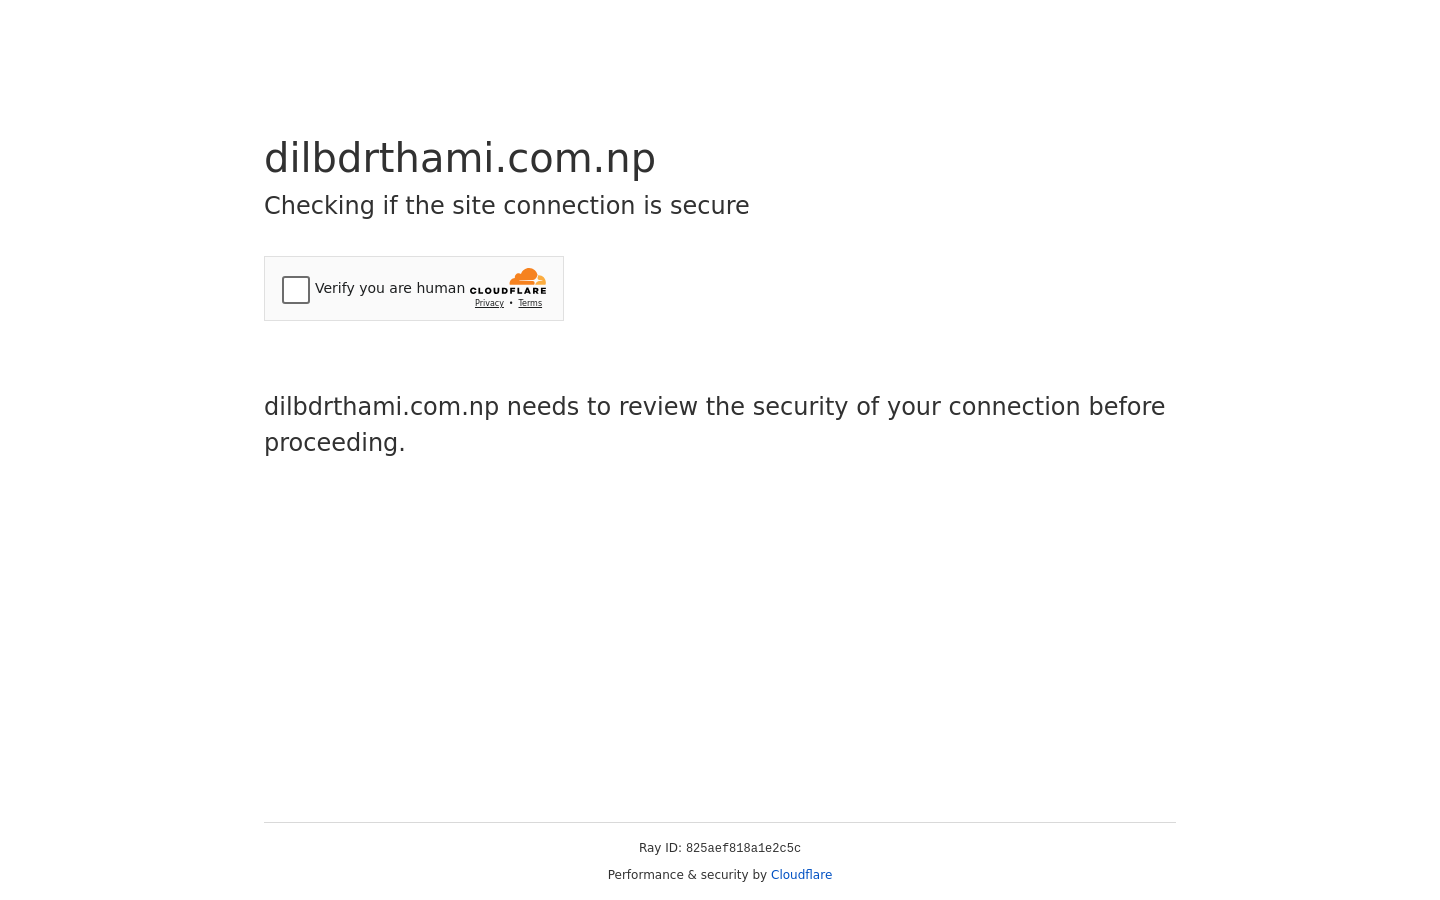 dilbdrthami.com.np
Checking if the site connection is secure
Verify you are human
CLOUDFLARE
Privacy • Terms
dilbdrthami.com.np needs to review the security of your connection before
proceeding.
Ray ID: 825aef818a1e2c5c
Performance & security by Cloudflare